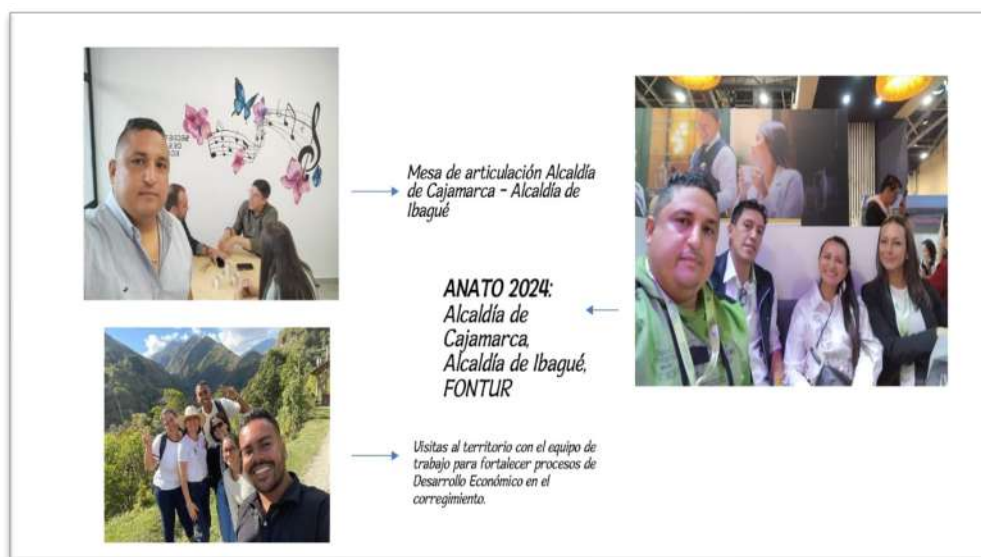 Mesa de articulación Alcaldía
de Cajamarca - Alcaldía de
Ibagué
ANATO 2024:
Alcaldía de
Cajamarca,
Alcaldía de Ibagué,
FONTUR
Visitas al territorio con el equipo de
trabajo para fortalecer procesos de
Desarrollo Económico en el
corregimiento.